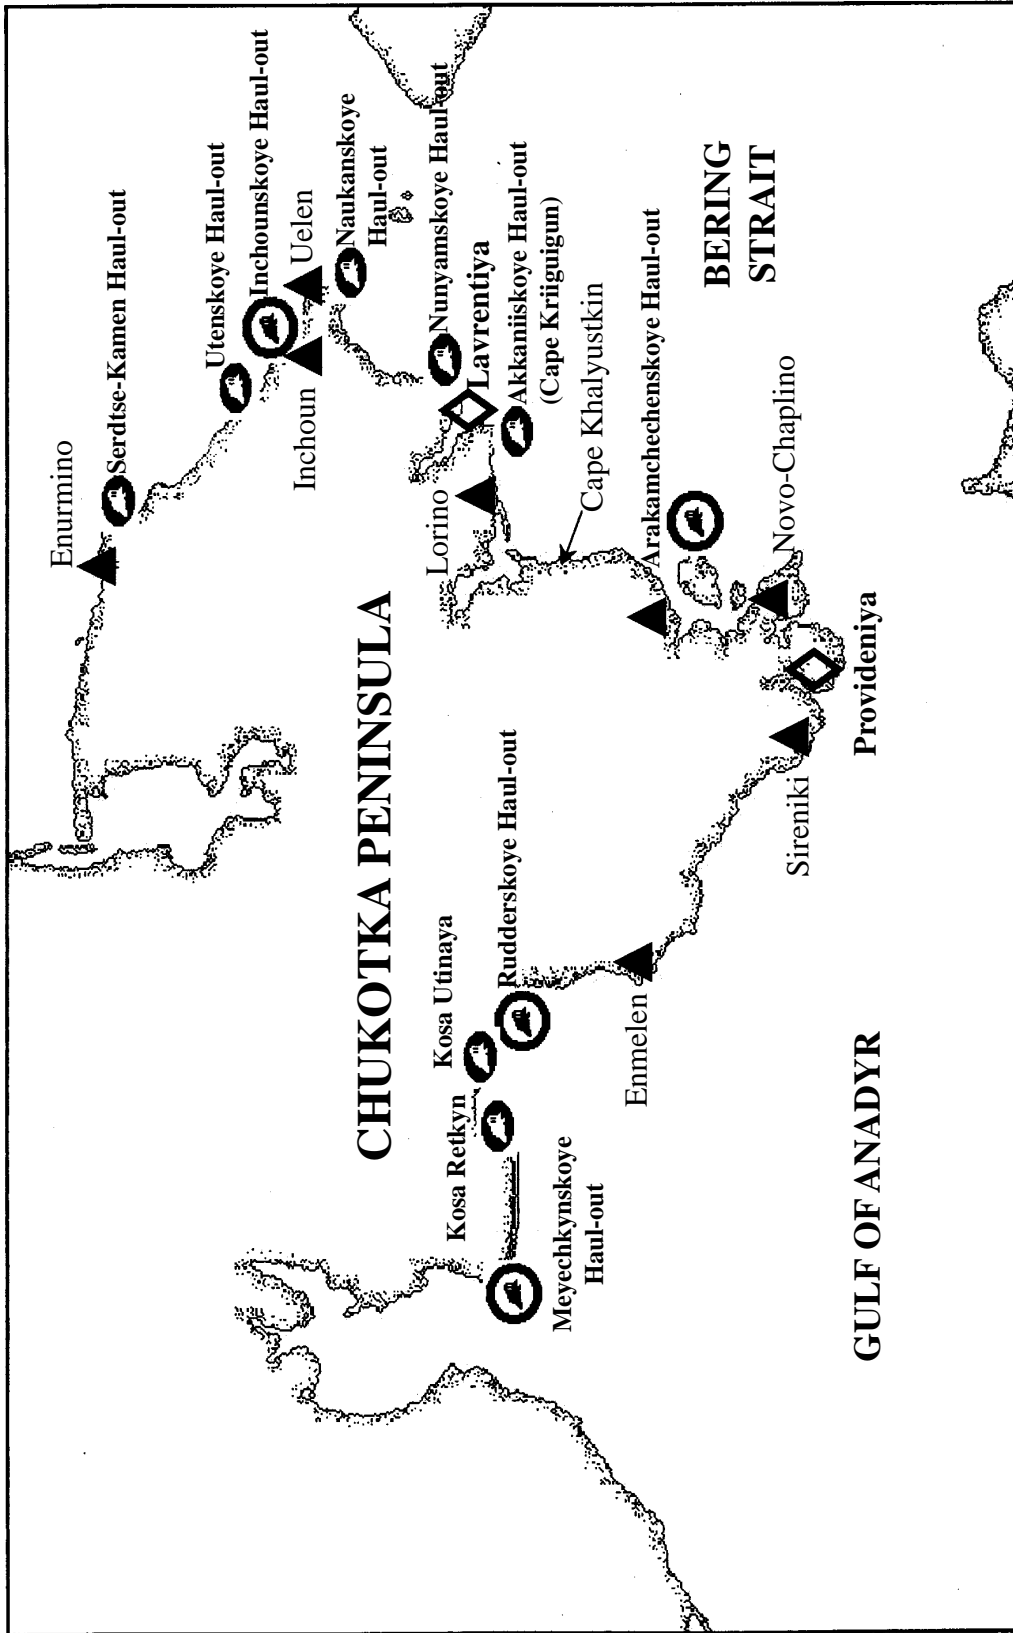 Enurmino
Serdtse-Kamen Haul-out
Utenskoye Haul-out
Inchounskoye Haul-out
Inchoun
Uelen
Naukanskoye
Haul-out
CHUKOTKA PENINSULA
Nunyamskoye Haul-out
Lavrentiya
Lorino
Akkaniiskoye Haul-out
(Cape Kriiguigun)
Cape Khalyustkin
Kosa Utinaya
Kosa Retkyn
Rudderskoye Haul-out
Meyechkynskoye
Haul-out
Enmelen
Arakamchechenskoye Haul-out
BERING
STRAIT
Novo-Chaplino
Sireniki
Provideniya
GULF OF ANADYR